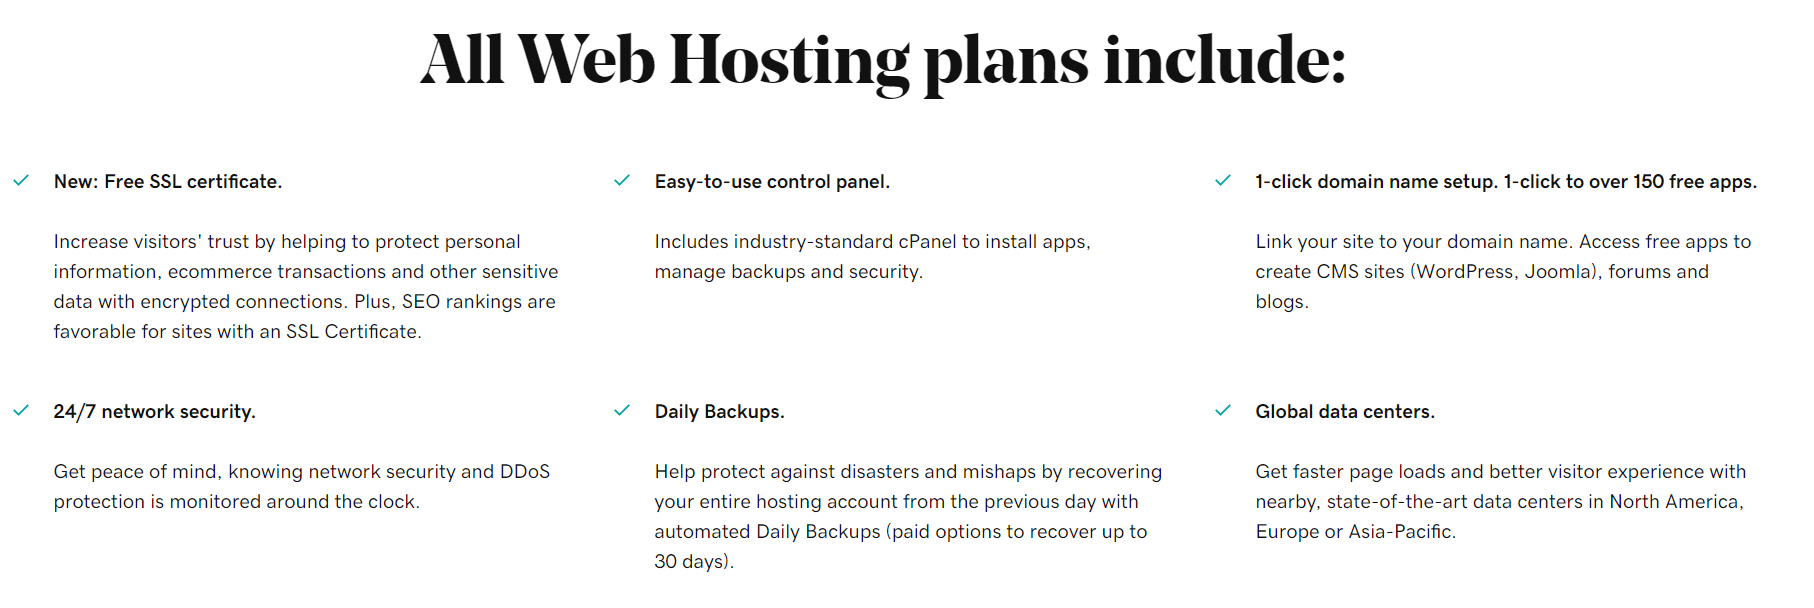 All Web Hosting plans include:
New: Free SSL certificate.
Increase visitors' trust by helping to protect personal
information, ecommerce transactions and other sensitive
data with encrypted connections. Plus, SEO rankings are
favorable for sites with an SSL Certificate.
Easy-to-use control panel.
Includes industry-standard cPanel to install apps,
manage backups and security.
1-click domain name setup. 1-click to over 150 free apps.
Link your site to your domain name. Access free apps to
create CMS sites (WordPress, Joomla), forums and
blogs.
24/7 network security.
Get peace of mind, knowing network security and DDoS
protection is monitored around the clock.
Daily Backups.
Help protect against disasters and mishaps by recovering
your entire hosting account from the previous day with
automated Daily Backups (paid options to recover up to
30 days).
Global data centers.
Get faster page loads and better visitor experience with
nearby, state-of-the-art data centers in North America,
Europe or Asia-Pacific.